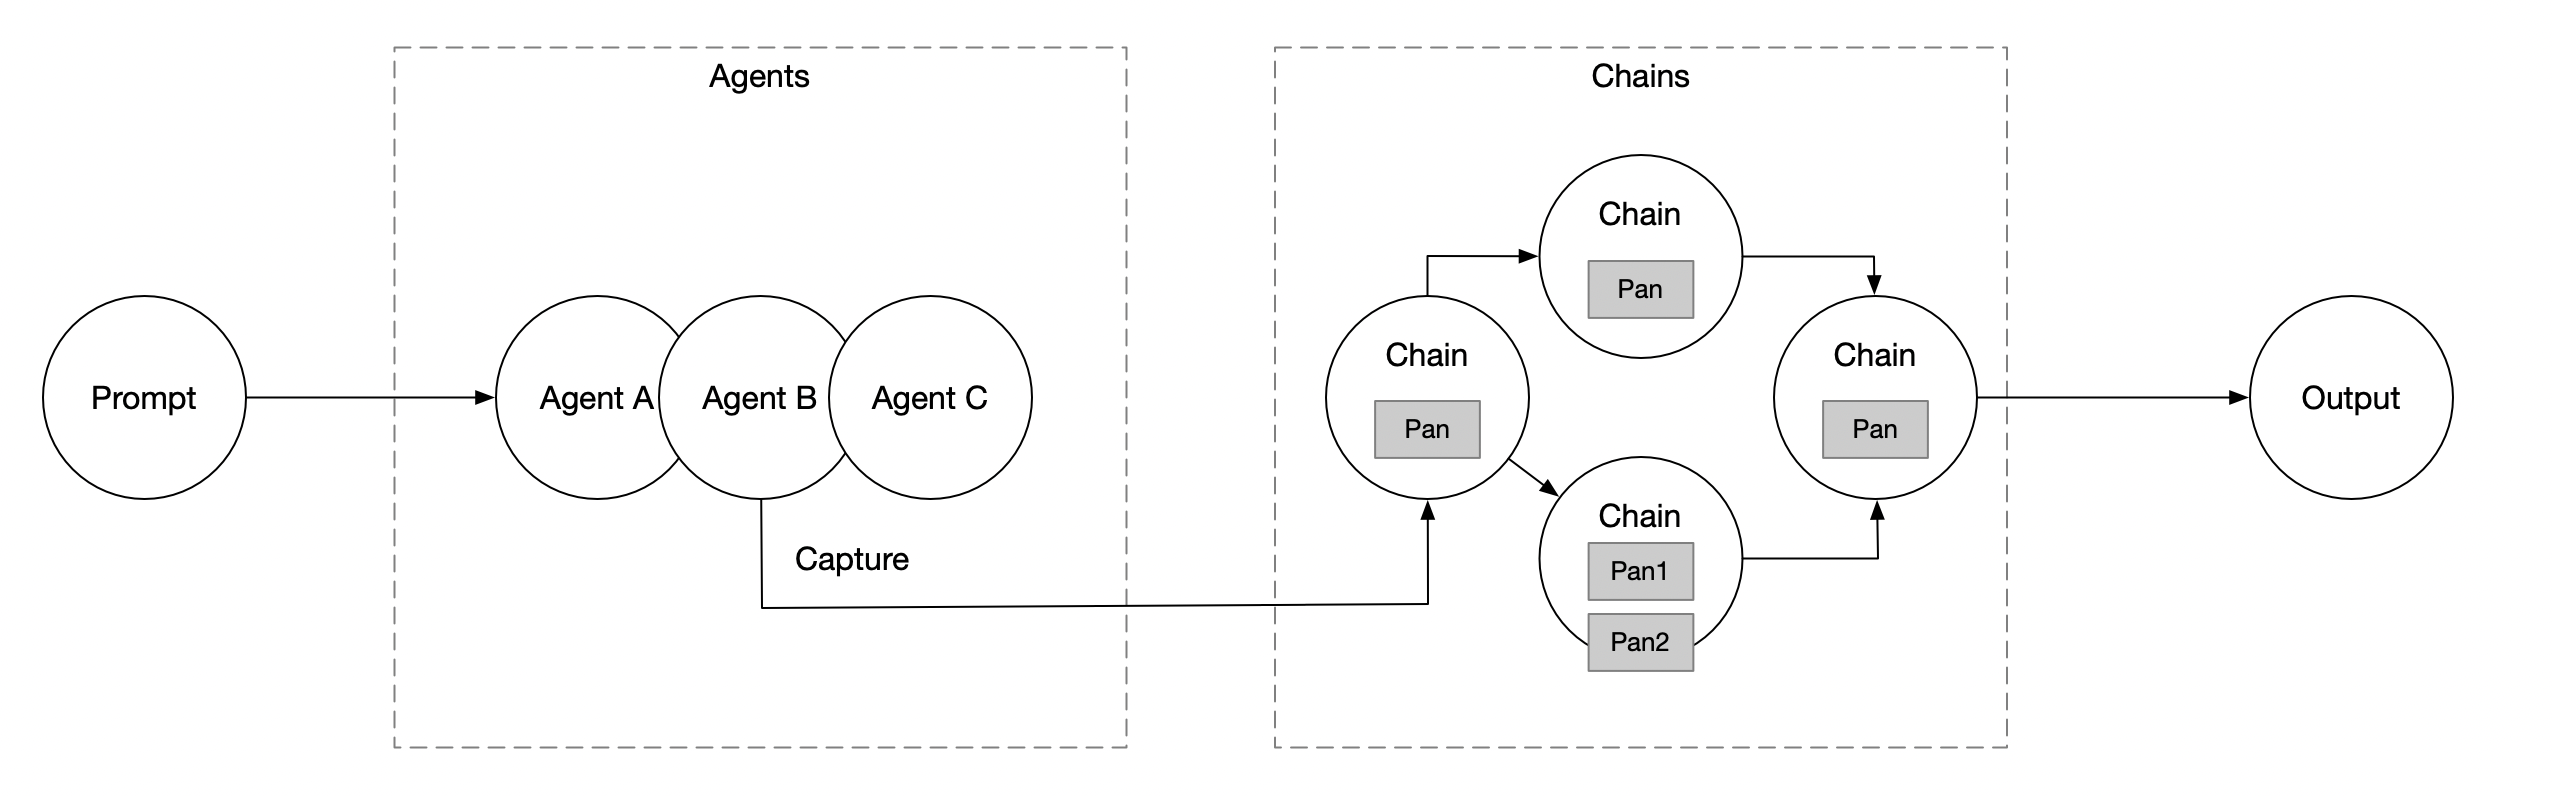 Agents
Chains
Prompt
Agent A
Agent B
Agent C
Capture
Chain
Pan
Chain
Pan
Chain
Pan1
Pan2
Chain
Pan
Output